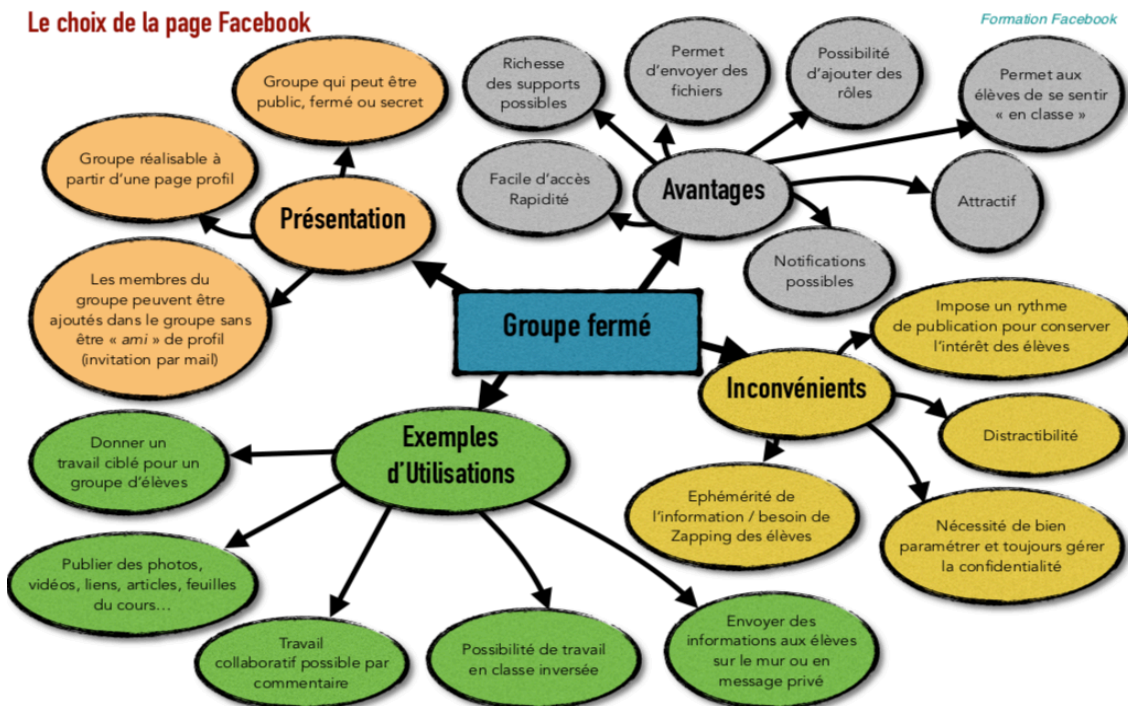 Le choix de la page Facebook
Formation Facebook
Groupe qui peut être
public, fermé ou secret
Groupe réalisable à
partir d'une page profil
Présentation
Les membres du
groupe peuvent être
ajoutés dans le groupe sans
être « ami » de profil
(invitation par mail)
Richesse
des supports
possibles
Permet
d'envoyer des
fichiers
Possibilité
d'ajouter des
rôles
Permet aux
élèves de se sentir
« en classe »
Facile d'accès
Rapidité
Avantages
Attractif
Notifications
possibles
Groupe fermé
Impose un rythme
de publication pour conserver
l'intérêt des élèves
Inconvénients
Distractibilité
Ephémérité de
l'information / besoin de
Zapping des élèves
Nécessité de bien
paramétrer et toujours gérer
la confidentialité
Exemples
d'Utilisations
Donner un
travail ciblé pour un
groupe d'élèves
Publier des photos,
vidéos, liens, articles, feuilles
du cours…
Travail
collaboratif possible par
commentaire
Possibilité de travail
en classe inversée
Envoyer des
informations aux élèves
sur le mur ou en
message privé